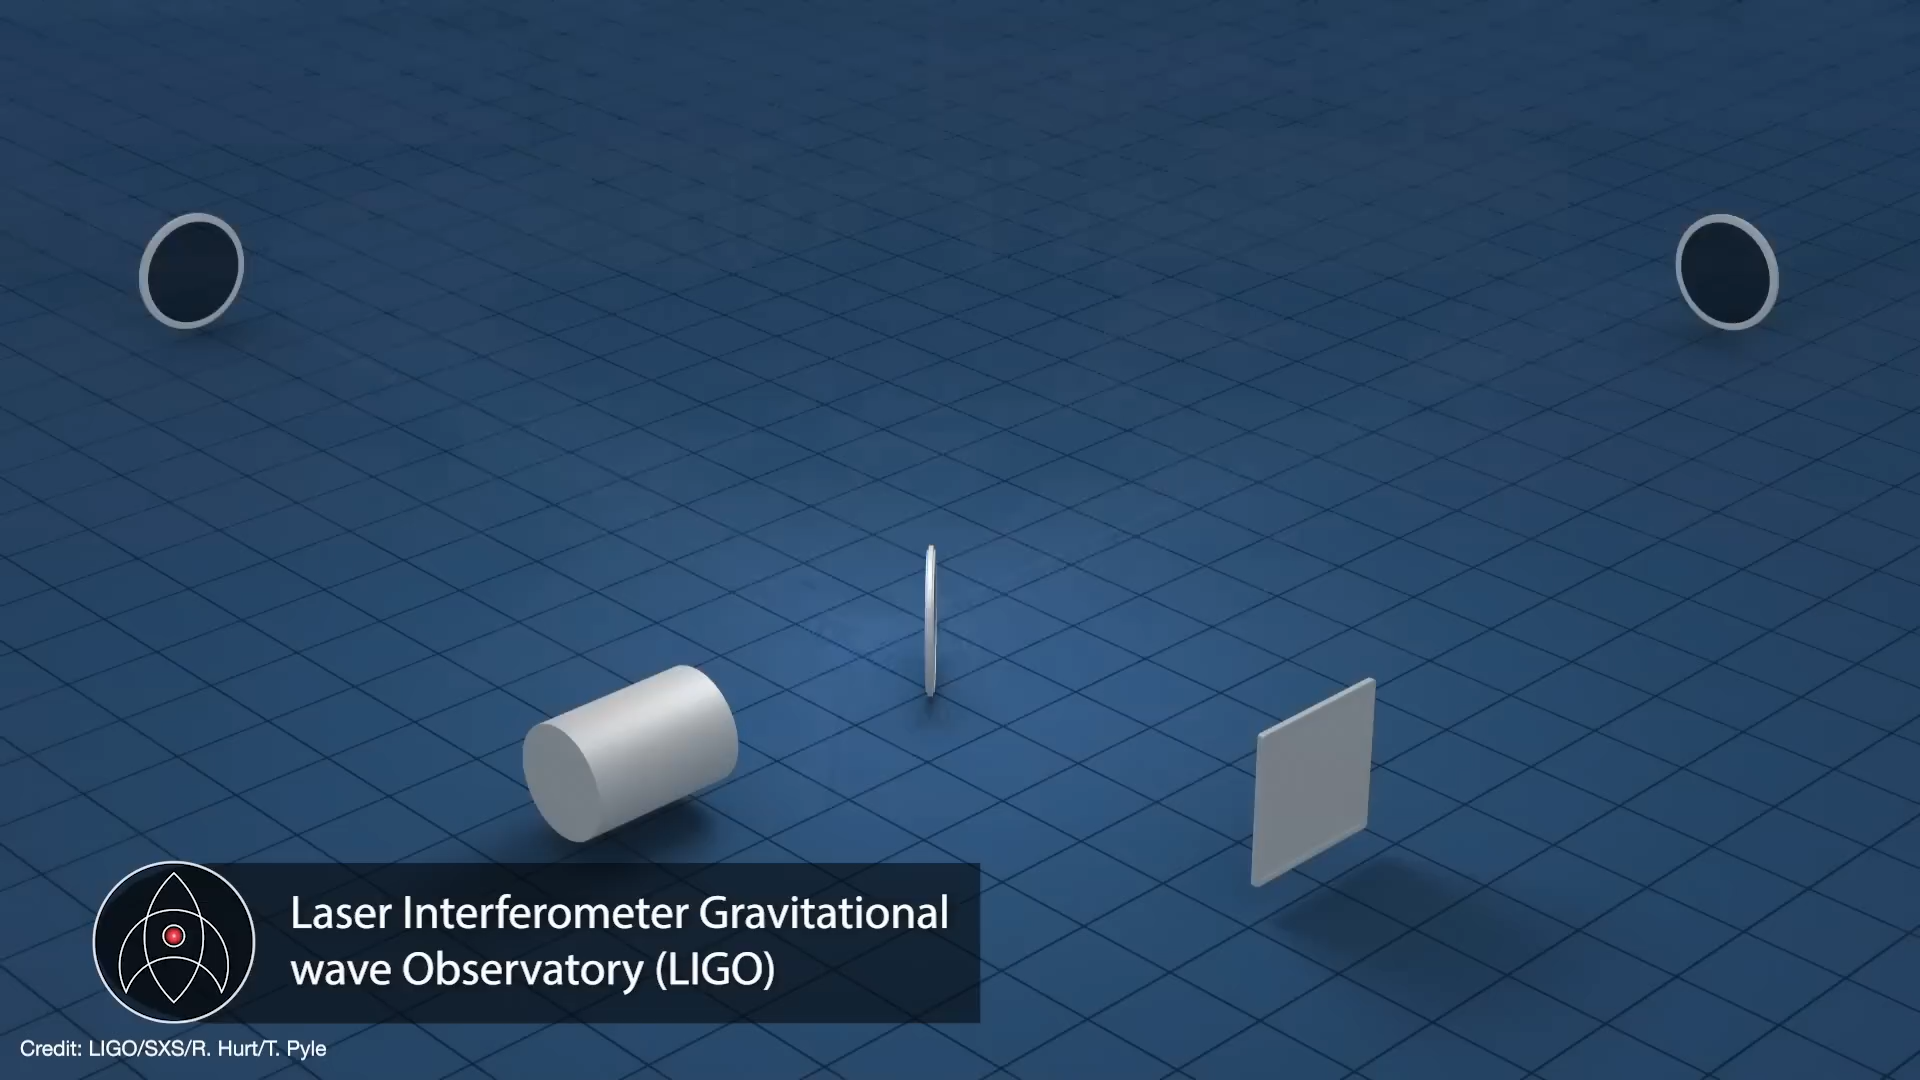 Laser Interferometer Gravitational
wave Observatory (LIGO)
Credit: LIGO/SXS/R. Hurt/T. Pyle